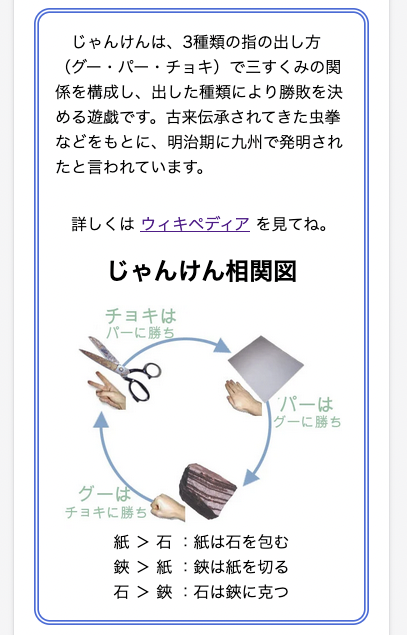 じゃんけんは、3種類の指の出し方
（グー・パー・チョキ）で三すくみの関
係を構成し、出した種類により勝敗を決
める遊戯です。古来伝承されてきた虫拳
などをもとに、明治期に九州で発明され
たと言われています。
詳しくは ウィキペディア を見てね。
じゃんけん相関図
チョキは
パーに勝ち
パーは
グーに勝ち
グーは
チョキに勝ち
紙 ＞ 石 ：紙は石を包む
鋏 ＞ 紙 ：鋏は紙を切る
石 ＞ 鋏 ：石は鋏に克つ